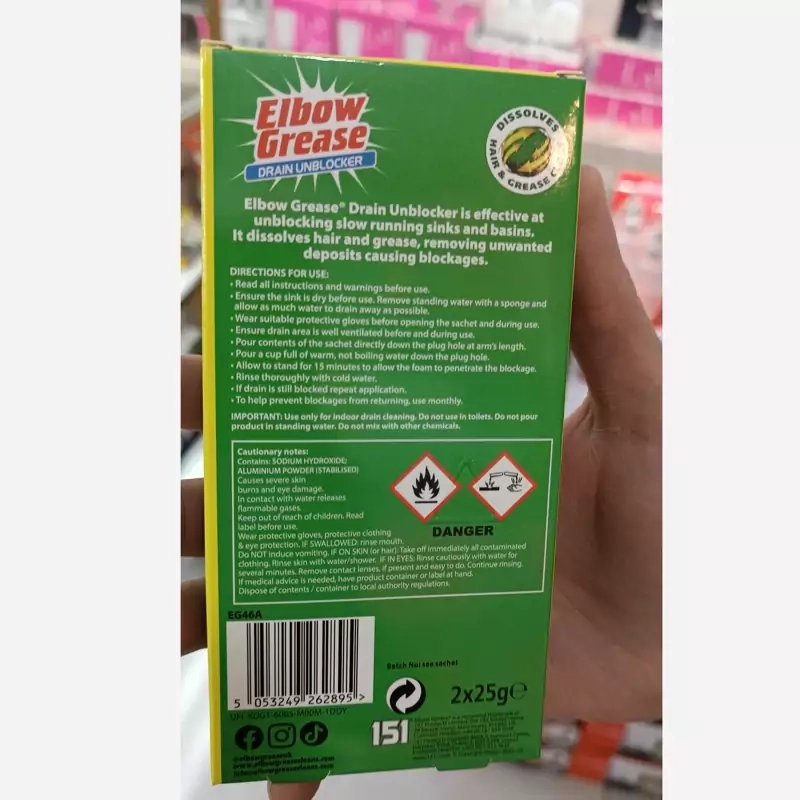 Elbow
Grease
DRAIN UNBLOCKER
DISSOLVES
HAIR & GREASE
Elbow Grease® Drain Unblocker is effective at
unblocking slow running sinks and basins.
It dissolves hair and grease, removing unwanted
deposits causing blockages.
DIRECTIONS FOR USE:
• Read all instructions and warnings before use.
• Ensure the sink is dry before use. Remove standing water with a sponge and
allow as much water to drain away as possible.
• Wear suitable protective gloves before opening the sachet and during use.
• Ensure drain area is well ventilated before and during use.
• Pour contents of the sachet directly down the plug hole at arm's length.
• Pour a cup full of warm, not boiling water down the plug hole.
• Allow to stand for 15 minutes to allow the foam to penetrate the blockage.
• Rinse thoroughly with cold water.
• If drain is still blocked repeat application.
• To help prevent blockages from returning, use monthly.
IMPORTANT: Use only for indoor drain cleaning. Do not use in toilets. Do not pour
product in standing water. Do not mix with other chemicals.
Cautionary notes:
Contains: SODIUM HYDROXIDE;
ALUMINIUM POWDER (STABILISED)
Causes severe skin
burns and eye damage.
In contact with water releases
flammable gases.
Keep out of reach of children. Read
label before use.
Wear protective gloves, protective clothing
& eye protection. IF SWALLOWED: rinse mouth.
Do NOT induce vomiting. IF ON SKIN (or hair): Take off immediately all contaminated
clothing. Rinse skin with water/shower. IF IN EYES: Rinse cautiously with water for
several minutes. Remove contact lenses, if present and easy to do. Continue rinsing.
If medical advice is needed, have product container or label at hand.
Dispose of contents / container to local authority regulations.
DANGER
EG46A
5 053249 262895 >
Batch No: see sachet
2x25g℮
151